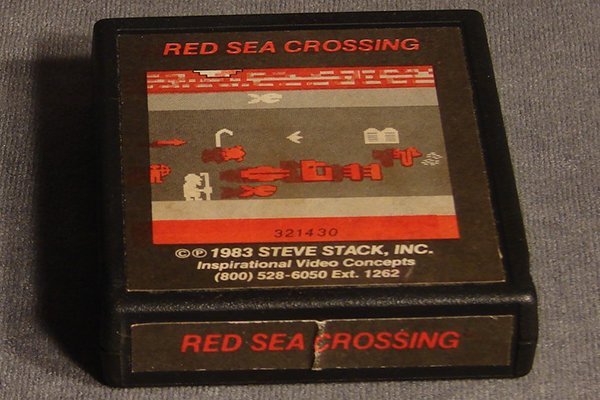 RED SEA CROSSING
321430
©℗ 1983 STEVE STACK, INC.
Inspirational Video Concepts
(800) 528-6050 Ext. 1262
RED SEA CROSSING